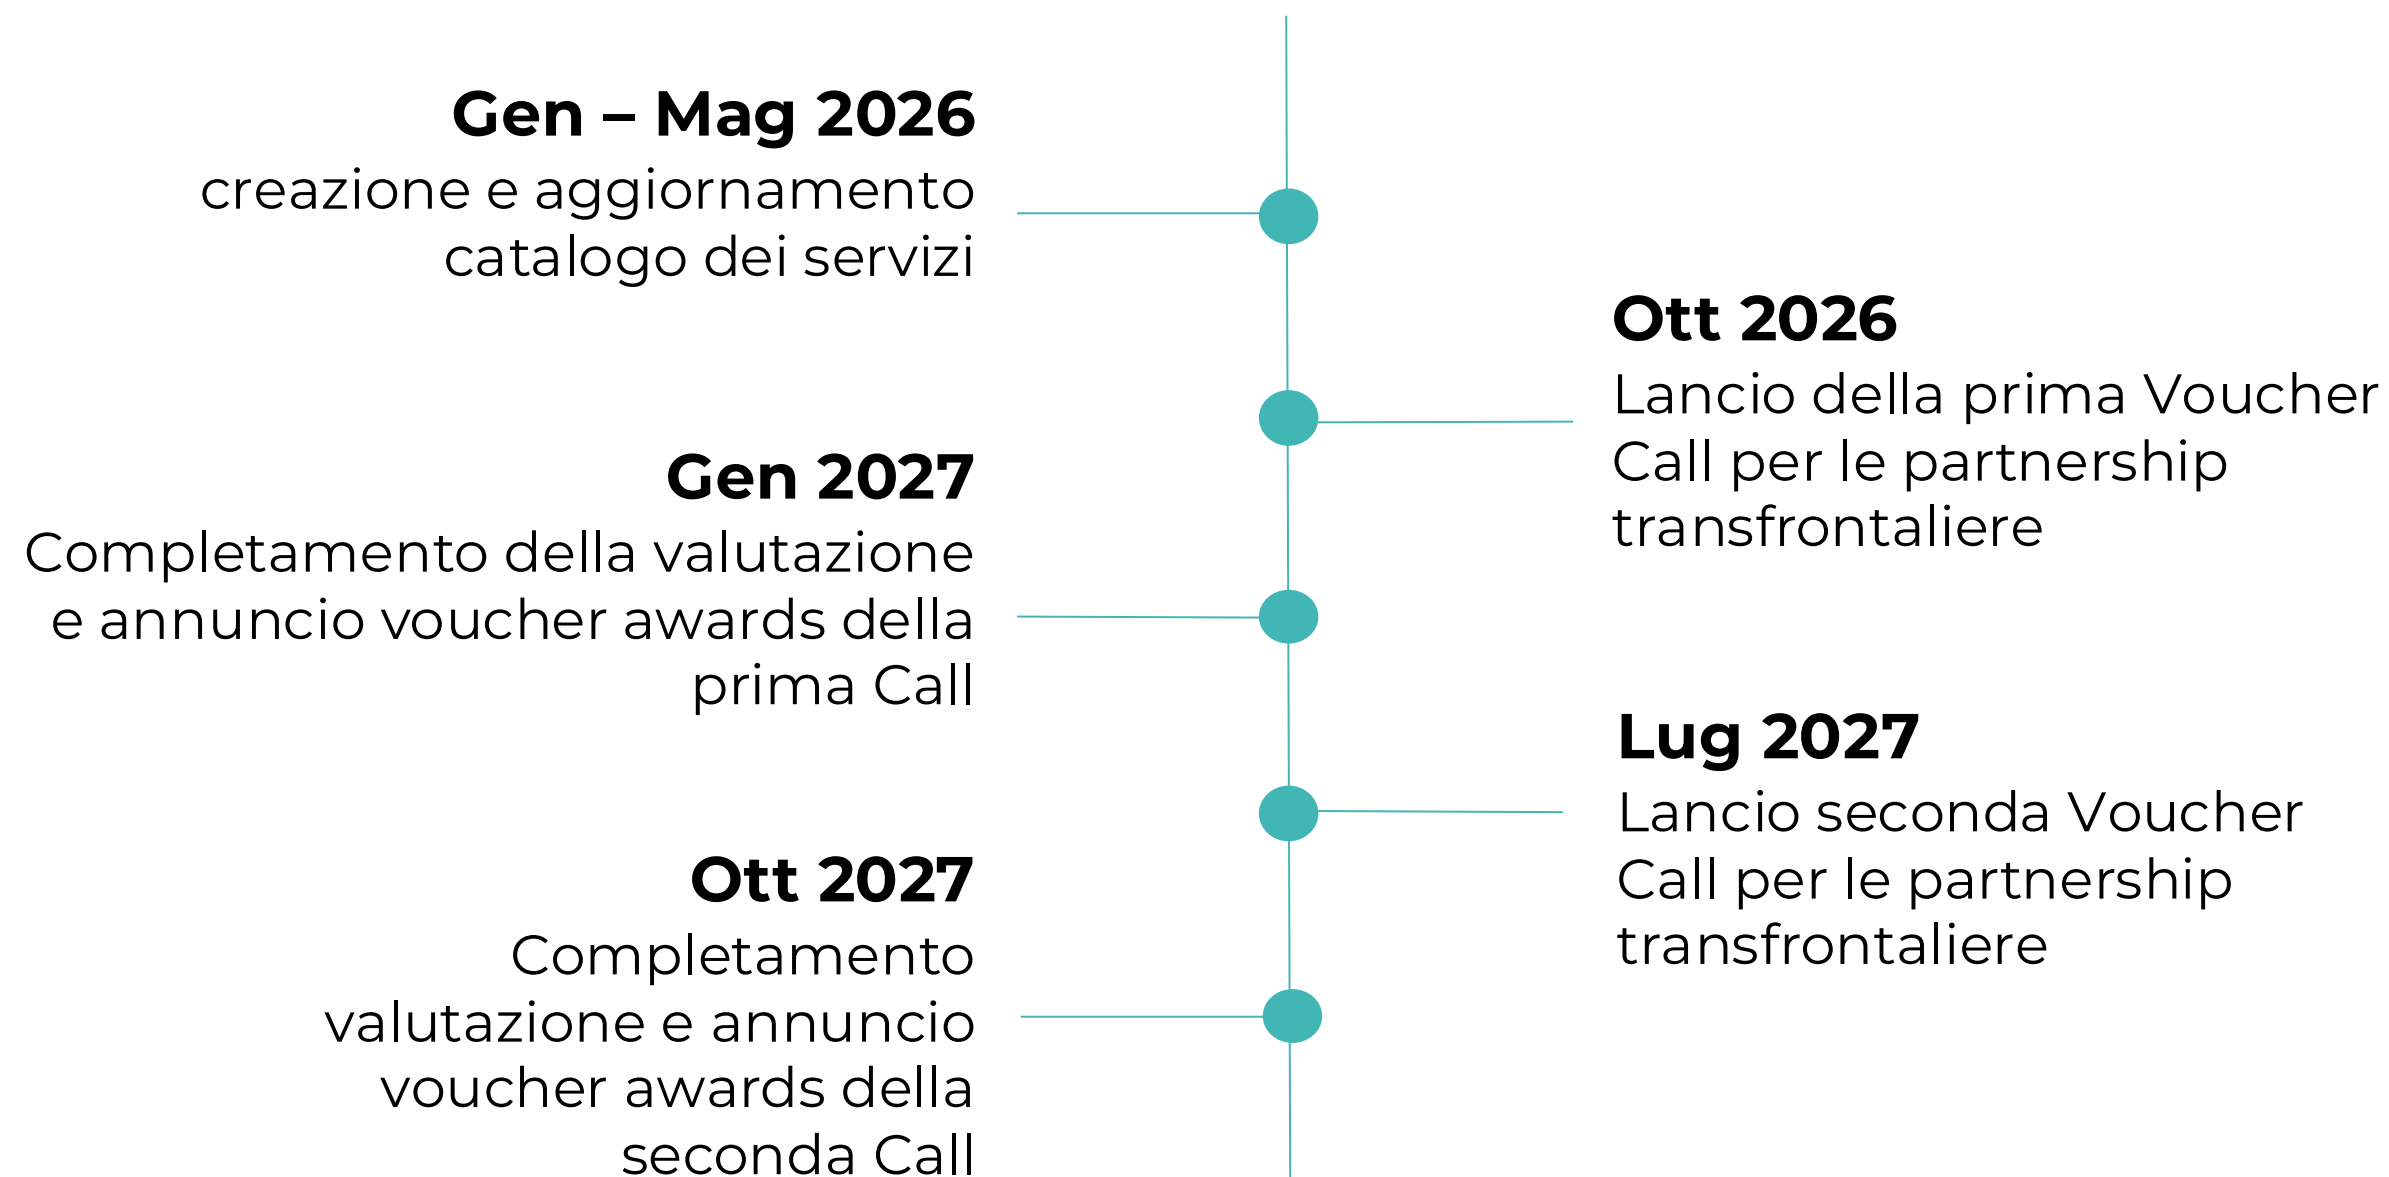 Gen – Mag 2026
creazione e aggiornamento
catalogo dei servizi
Ott 2026
Lancio della prima Voucher
Call per le partnership
transfrontaliere
Gen 2027
Completamento della valutazione
e annuncio voucher awards della
prima Call
Lug 2027
Lancio seconda Voucher
Call per le partnership
transfrontaliere
Ott 2027
Completamento
valutazione e annuncio
voucher awards della
seconda Call